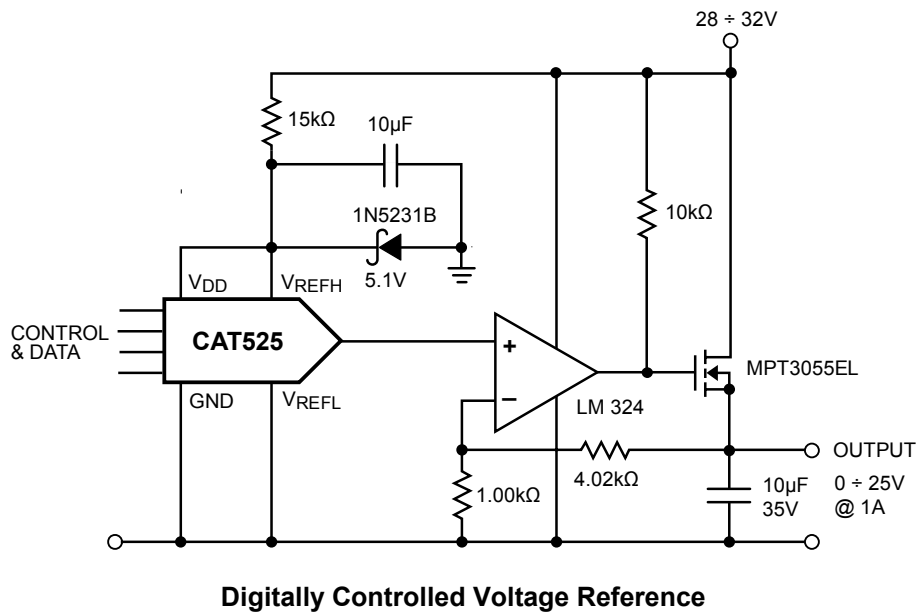 28 ÷ 32V
15kΩ
10µF
10kΩ
1N5231B
5.1V
VDD
VREFH
CONTROL
& DATA
CAT525
+
MPT3055EL
GND
VREFL
–
LM 324
OUTPUT
4.02kΩ
1.00kΩ
10µF
35V
0 ÷ 25V
@ 1A
Digitally Controlled Voltage Reference